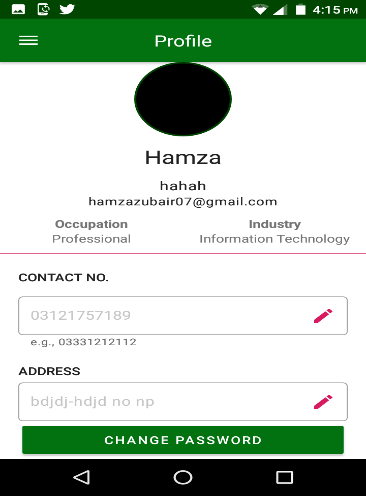 4:15 PM
Profile
Hamza
hahah
hamzazubair07@gmail.com
Occupation Industry
Professional Information Technology
CONTACT NO.
03121757189
e.g., 03331212112
ADDRESS
bdjdj-hdjd no np
CHANGE PASSWORD